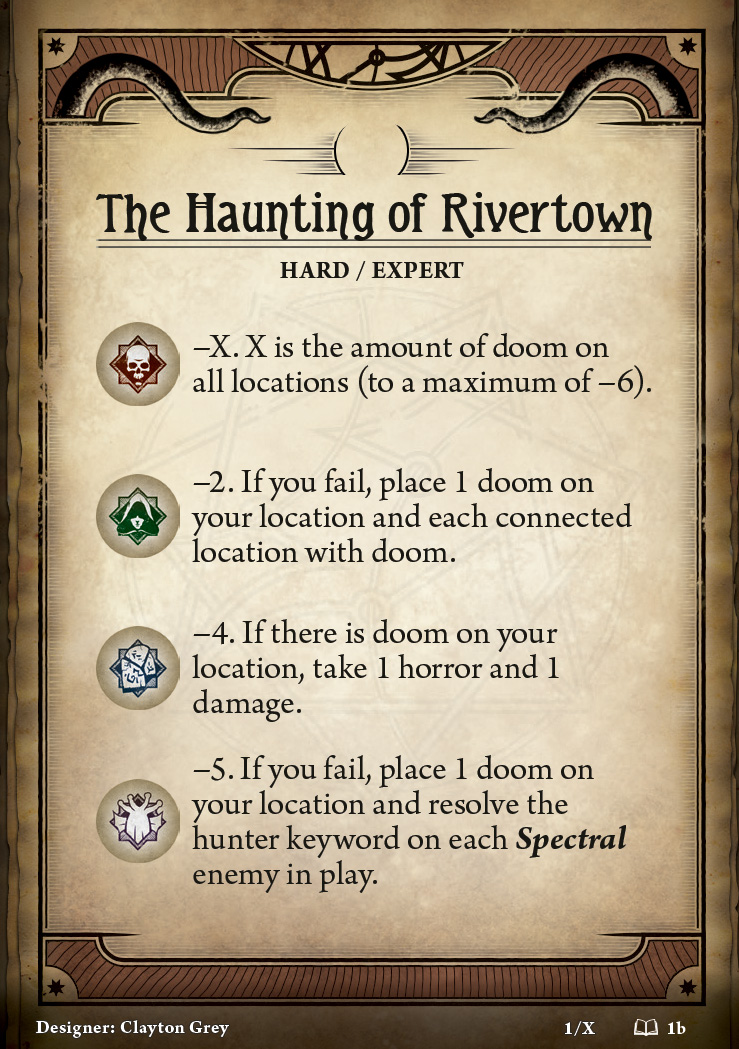 The Haunting of Rivertown
HARD / EXPERT
–X. X is the amount of doom on
all locations (to a maximum of –6).
–2. If you fail, place 1 doom on
your location and each connected
location with doom.
–4. If there is doom on your
location, take 1 horror and 1
damage.
–5. If you fail, place 1 doom on
your location and resolve the
hunter keyword on each Spectral
enemy in play.
Designer: Clayton Grey
1/X
1b